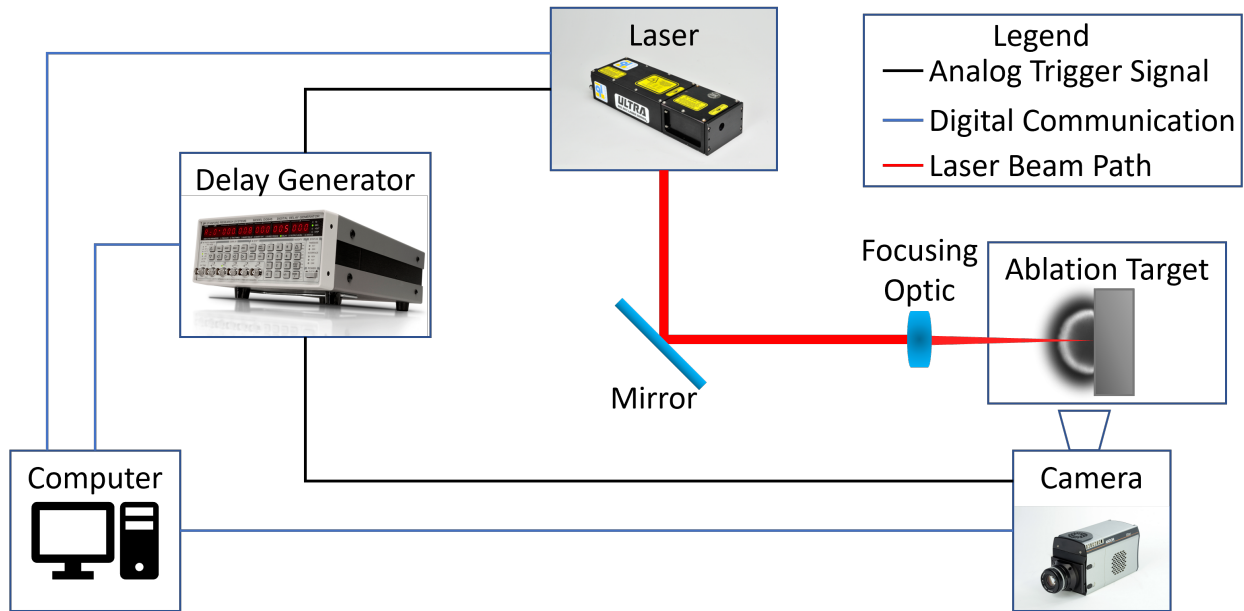 Laser
ULTRA
Legend
Analog Trigger Signal
Digital Communication
Laser Beam Path
Delay Generator
Focusing
Optic
Ablation Target
Mirror
Computer
Camera